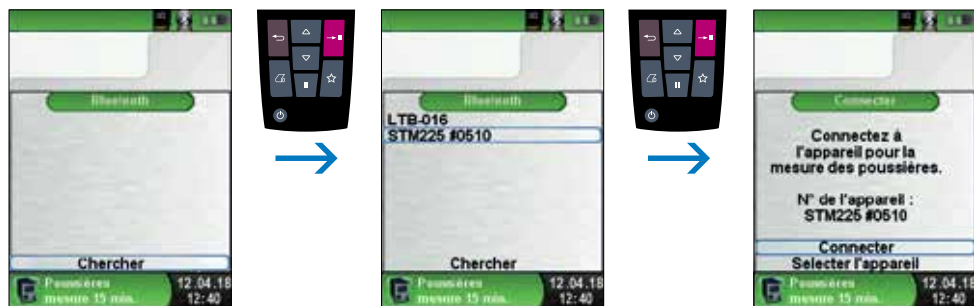 Bluetooth
Chercher
Poussières
mesure 15 min.
12.04.18
12:40
Bluetooth
LTB-016
STM225 #0510
Chercher
Poussières
mesure 15 min.
12.04.18
12:40
Connecter
Connectez à
l'appareil pour la
mesure des poussières.
N° de l'appareil :
STM225 #0510
Connecter
Selecter l'appareil
Poussières
mesure 15 min.
12.04.18
12:40